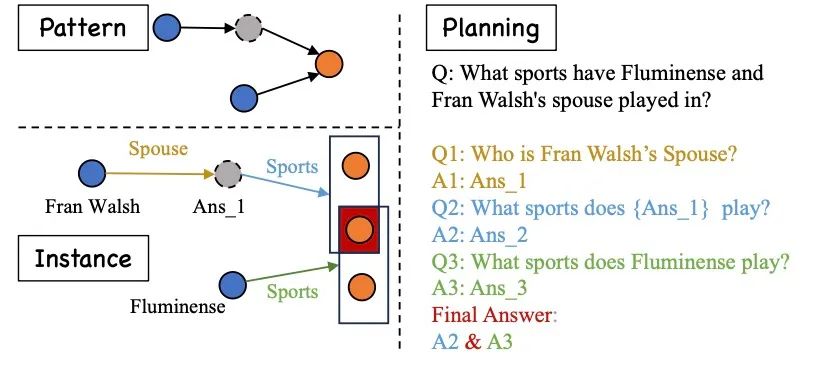 Pattern
Spouse
Sports
Fran Walsh
Ans_1
Instance
Fluminense
Sports
Planning
Q: What sports have Fluminense and
Fran Walsh's spouse played in?
Q1: Who is Fran Walsh’s Spouse?
A1: Ans_1
Q2: What sports does {Ans_1} play?
A2: Ans_2
Q3: What sports does Fluminense play?
A3: Ans_3
Final Answer:
A2 & A3